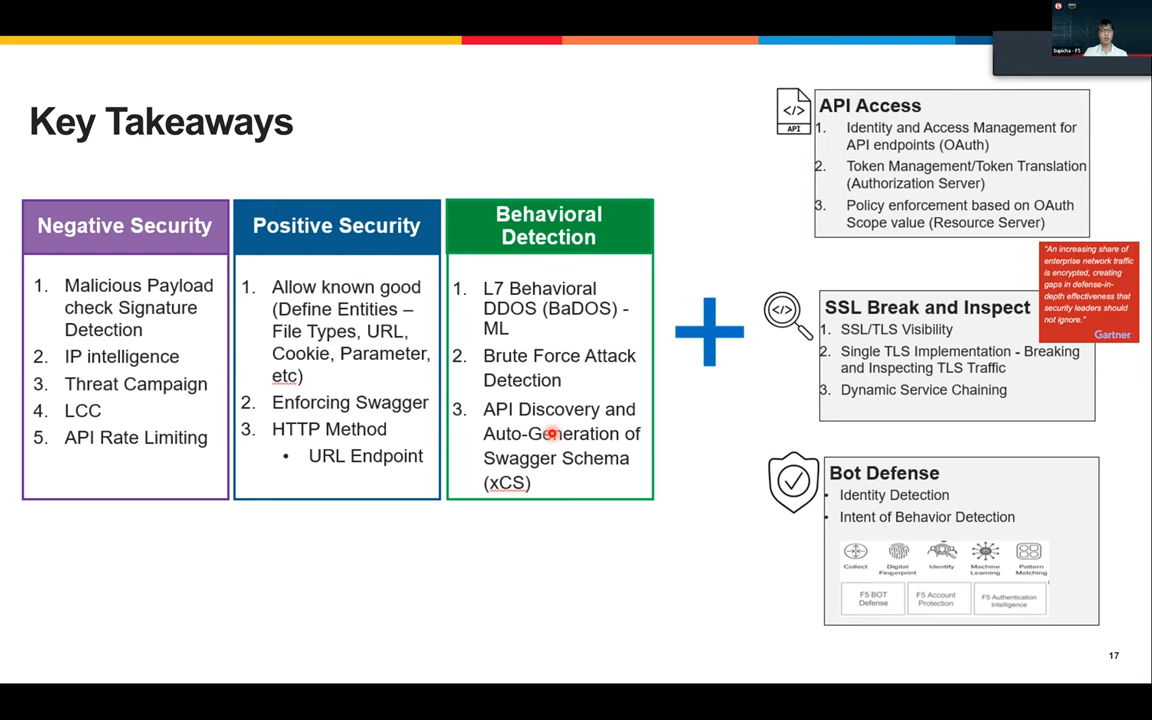 Supicha - F5
Key Takeaways
Negative Security
1. Malicious Payload
check Signature
Detection
2. IP intelligence
3. Threat Campaign
4. LCC
5. API Rate Limiting
Positive Security
1. Allow known good
(Define Entities –
File Types, URL,
Cookie, Parameter,
etc)
2. Enforcing Swagger
3. HTTP Method
• URL Endpoint
Behavioral
Detection
1. L7 Behavioral
DDOS (BaDOS) -
ML
2. Brute Force Attack
Detection
3. API Discovery and
Auto-Generation of
Swagger Schema
(xCS)
</> API
API Access
1. Identity and Access Management for
API endpoints (OAuth)
2. Token Management/Token Translation
(Authorization Server)
3. Policy enforcement based on OAuth
Scope value (Resource Server)
"An increasing share of
enterprise network traffic
is encrypted, creating
gaps in defense-in-
depth effectiveness that
security leaders should
not ignore."
Gartner
</>
SSL Break and Inspect
1. SSL/TLS Visibility
2. Single TLS Implementation - Breaking
and Inspecting TLS Traffic
3. Dynamic Service Chaining
Bot Defense
• Identity Detection
• Intent of Behavior Detection
Collect
Digital
Fingerprint
Identify
Machine
Learning
Pattern
Matching
F5 BOT
Defense
F5 Account
Protection
F5 Authentication
Intelligence
17